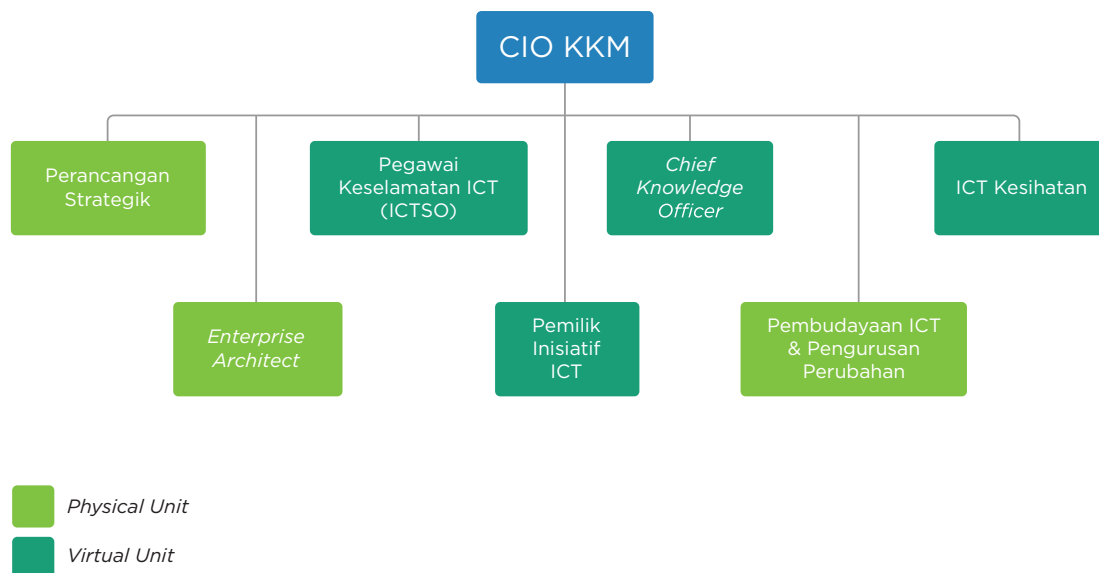 CIO KKM
Perancangan
Strategik
Pegawai
Keselamatan ICT
(ICTSO)
Chief
Knowledge
Officer
ICT Kesihatan
Enterprise
Architect
Pemilik
Inisiatif
ICT
Pembudayaan ICT
& Pengurusan
Perubahan
Physical Unit
Virtual Unit